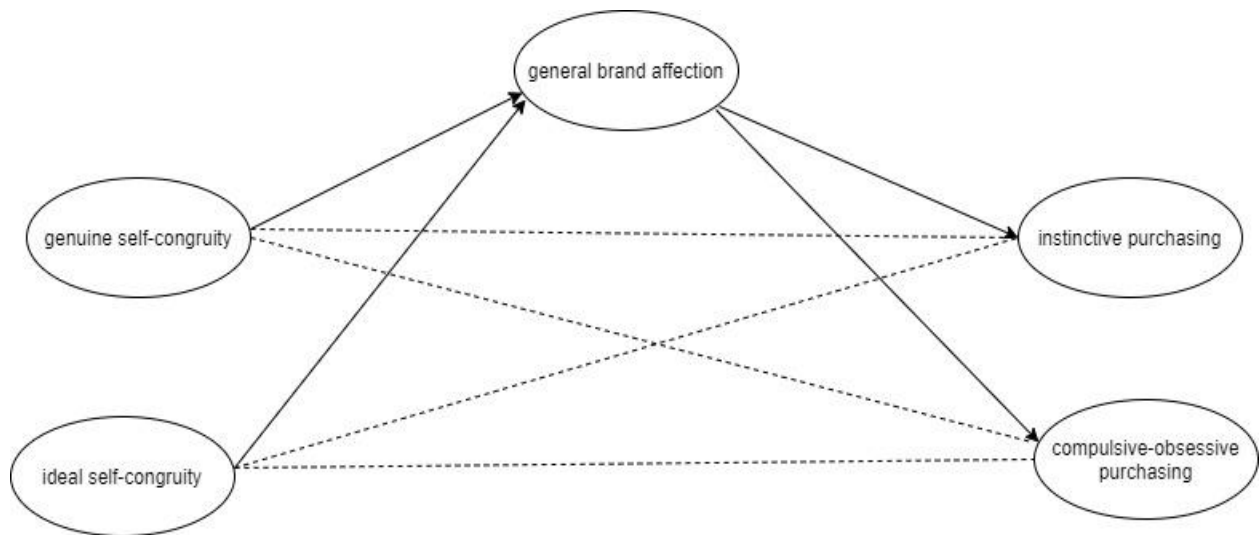 general brand affection
genuine self-congruity
instinctive purchasing
ideal self-congruity
compulsive-obsessive
purchasing